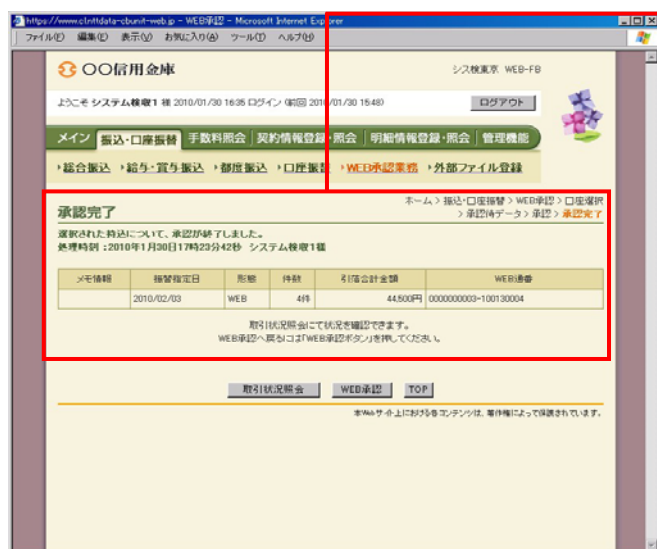 https://www.clnttdata-cbunit-web.jp - WEB承認 - Microsoft Internet Explorer
ファイル(F) 編集(E) 表示(V) お気に入り(A) ツール(T) ヘルプ(H)
〇〇信用金庫
シス検東京 WEB-FB
ようこそ システム検収1 様 2010/01/30 16:35 ログイン (前回 2010/01/30 15:48)
ログアウト
メイン 振込・口座振替 手数料照会 契約情報登録・照会 明細情報登録・照会 管理機能
総合振込 給与・賞与振込 都度振込 口座振替 WEB承認業務 外部ファイル登録
承認完了
ホーム > 振込・口座振替 > WEB承認 > 口座選択
> 承認待データ > 承認 > 承認完了
選択された持込について、承認が終了しました。
処理時刻:2010年1月30日17時23分42秒 システム検収1様
メモ情報 振替指定日 形態 件数 引落合計金額 WEB通番
2010/02/03 WEB 4件 44,500円 0000000003-100130004
取引状況照会にて状況を確認できます。
WEB承認へ戻るには「WEB承認ボタン」を押してください。
取引状況照会 WEB承認 TOP
本Webサイト上における各コンテンツは、著作権によって保護されています。